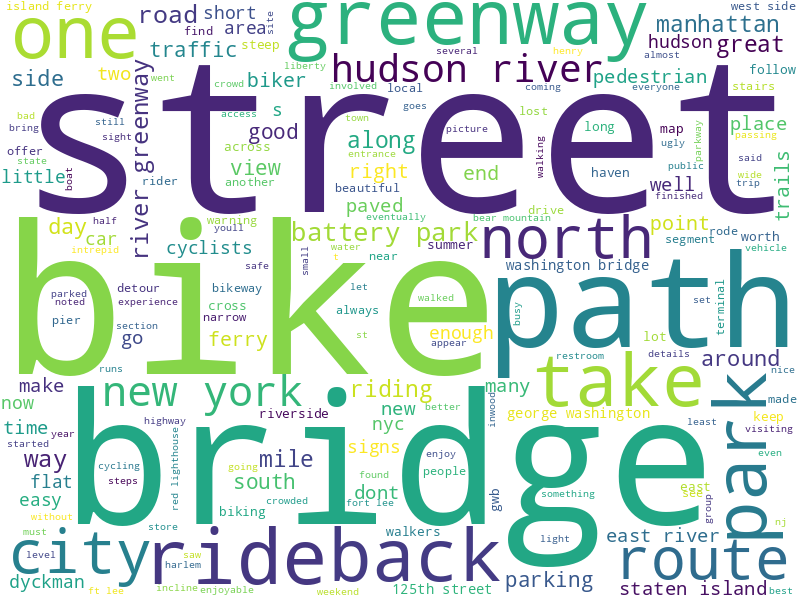 island ferry
one
road
short
area
site
greenway
manhattan
west side
find
steep
traffic
side
two
biker
hudson river
hudson
great
several
henry
almost
pedestrian
follow
stairs
liberty
involved
local
coming
everyone
went
crowd
street
bad
bring
still
sight
s
good
along
access
goes
lost
long
map
place
offer
across
town
picture
ugly
parkway
passing
state
boat
river greenway
view
entrance
right
end
walking
public
said
little
rider
another
beautiful
haven
well
wide
trip
trails
paved
drive
finished
eventually
bear mountain
day
half
warning
youll
battery park
summer
north
point
rode
worth
car
cyclists
segment
vehicle
intrepid
safe
small
water
t
near
washington bridge
bike
path
parked
noted
detour
experience
bikeway
let
always
walked
set
busy
terminal
cross
narrow
pier
section
go
ferry
st
enough
appear
lot
restroom
details
around
nice
runs
make
new york
riding
many
take
park
made
now
highway
riverside
new
better
inwood
george washington
least
keep
visiting
time
started
year
nyc
signs
enjoy
even
bridge
way
cycling
red lighthouse
going
mile
people
east
see
flat
steps
south
found
dont
gwb
something
group
easy
without
store
biking
crowded
fort lee
nj
must
city
level
saw
harlem
rideback
walkers
light
east river
route
dyckman
incline
enjoyable
weekend
125th street
parking
staten island
best
ft lee